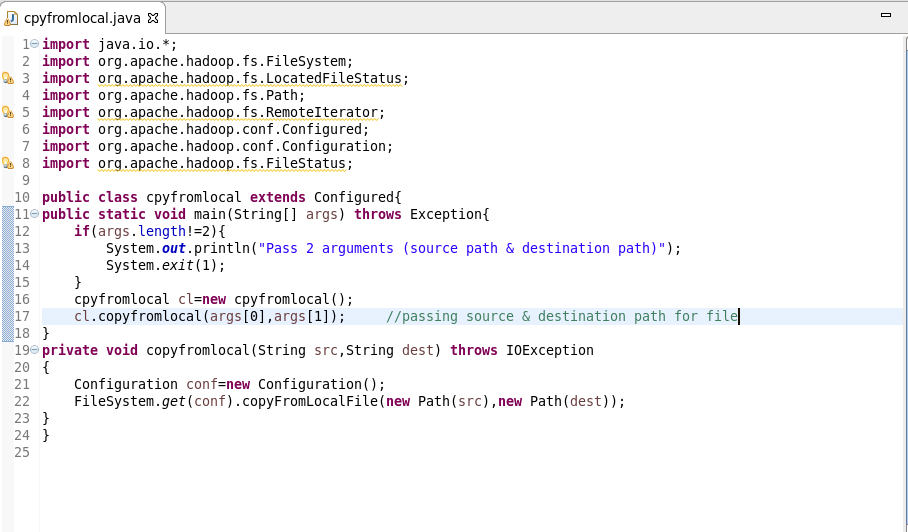 cpyfromlocal.java
1 import java.io.*;
2 import org.apache.hadoop.fs.FileSystem;
3 import org.apache.hadoop.fs.LocatedFileStatus;
4 import org.apache.hadoop.fs.Path;
5 import org.apache.hadoop.fs.RemoteIterator;
6 import org.apache.hadoop.conf.Configured;
7 import org.apache.hadoop.conf.Configuration;
8 import org.apache.hadoop.fs.FileStatus;
9
10 public class cpyfromlocal extends Configured{
11 public static void main(String[] args) throws Exception{
12     if(args.length!=2){
13         System.out.println("Pass 2 arguments (source path & destination path)");
14         System.exit(1);
15     }
16     cpyfromlocal cl=new cpyfromlocal();
17     cl.copyfromlocal(args[0],args[1]);     //passing source & destination path for file
18 }
19 private void copyfromlocal(String src,String dest) throws IOException
20 {
21     Configuration conf=new Configuration();
22     FileSystem.get(conf).copyFromLocalFile(new Path(src),new Path(dest));
23 }
24 }
25